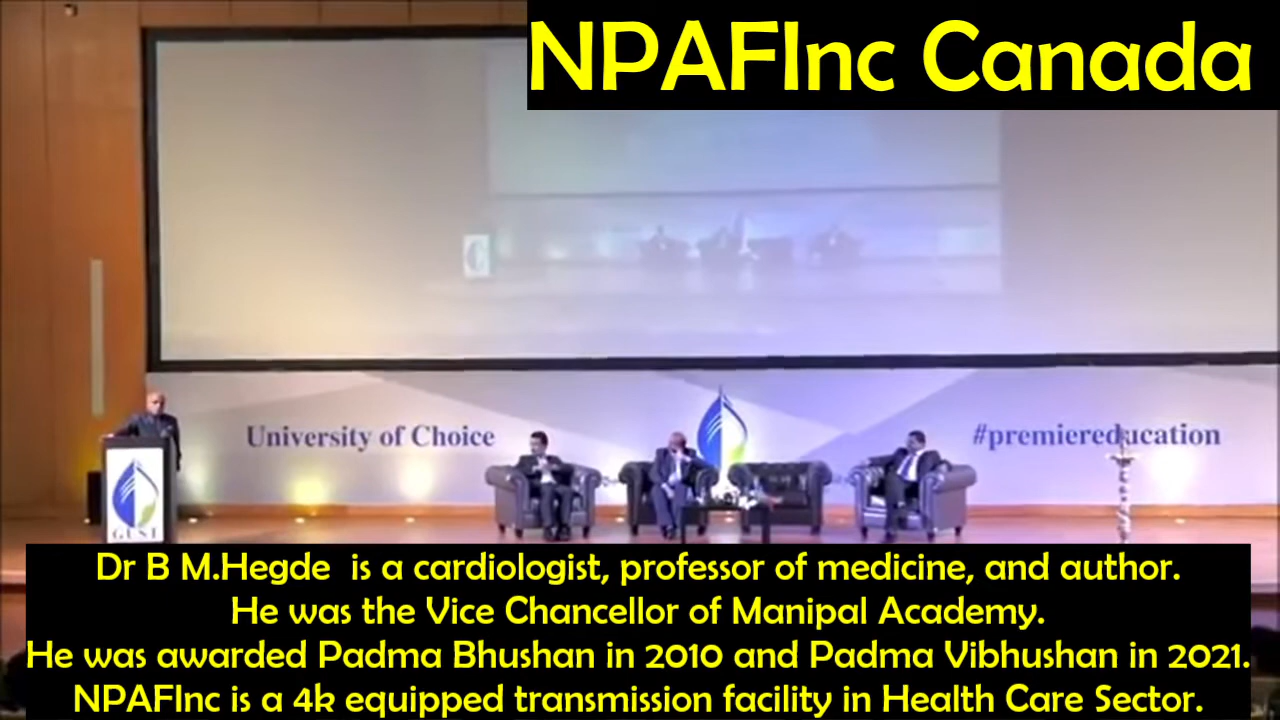 NPAFInc Canada
University of Choice
#premiereducation
GUST
Dr B M.Hegde is a cardiologist, professor of medicine, and author.
He was the Vice Chancellor of Manipal Academy.
He was awarded Padma Bhushan in 2010 and Padma Vibhushan in 2021.
NPAFInc is a 4k equipped transmission facility in Health Care Sector.